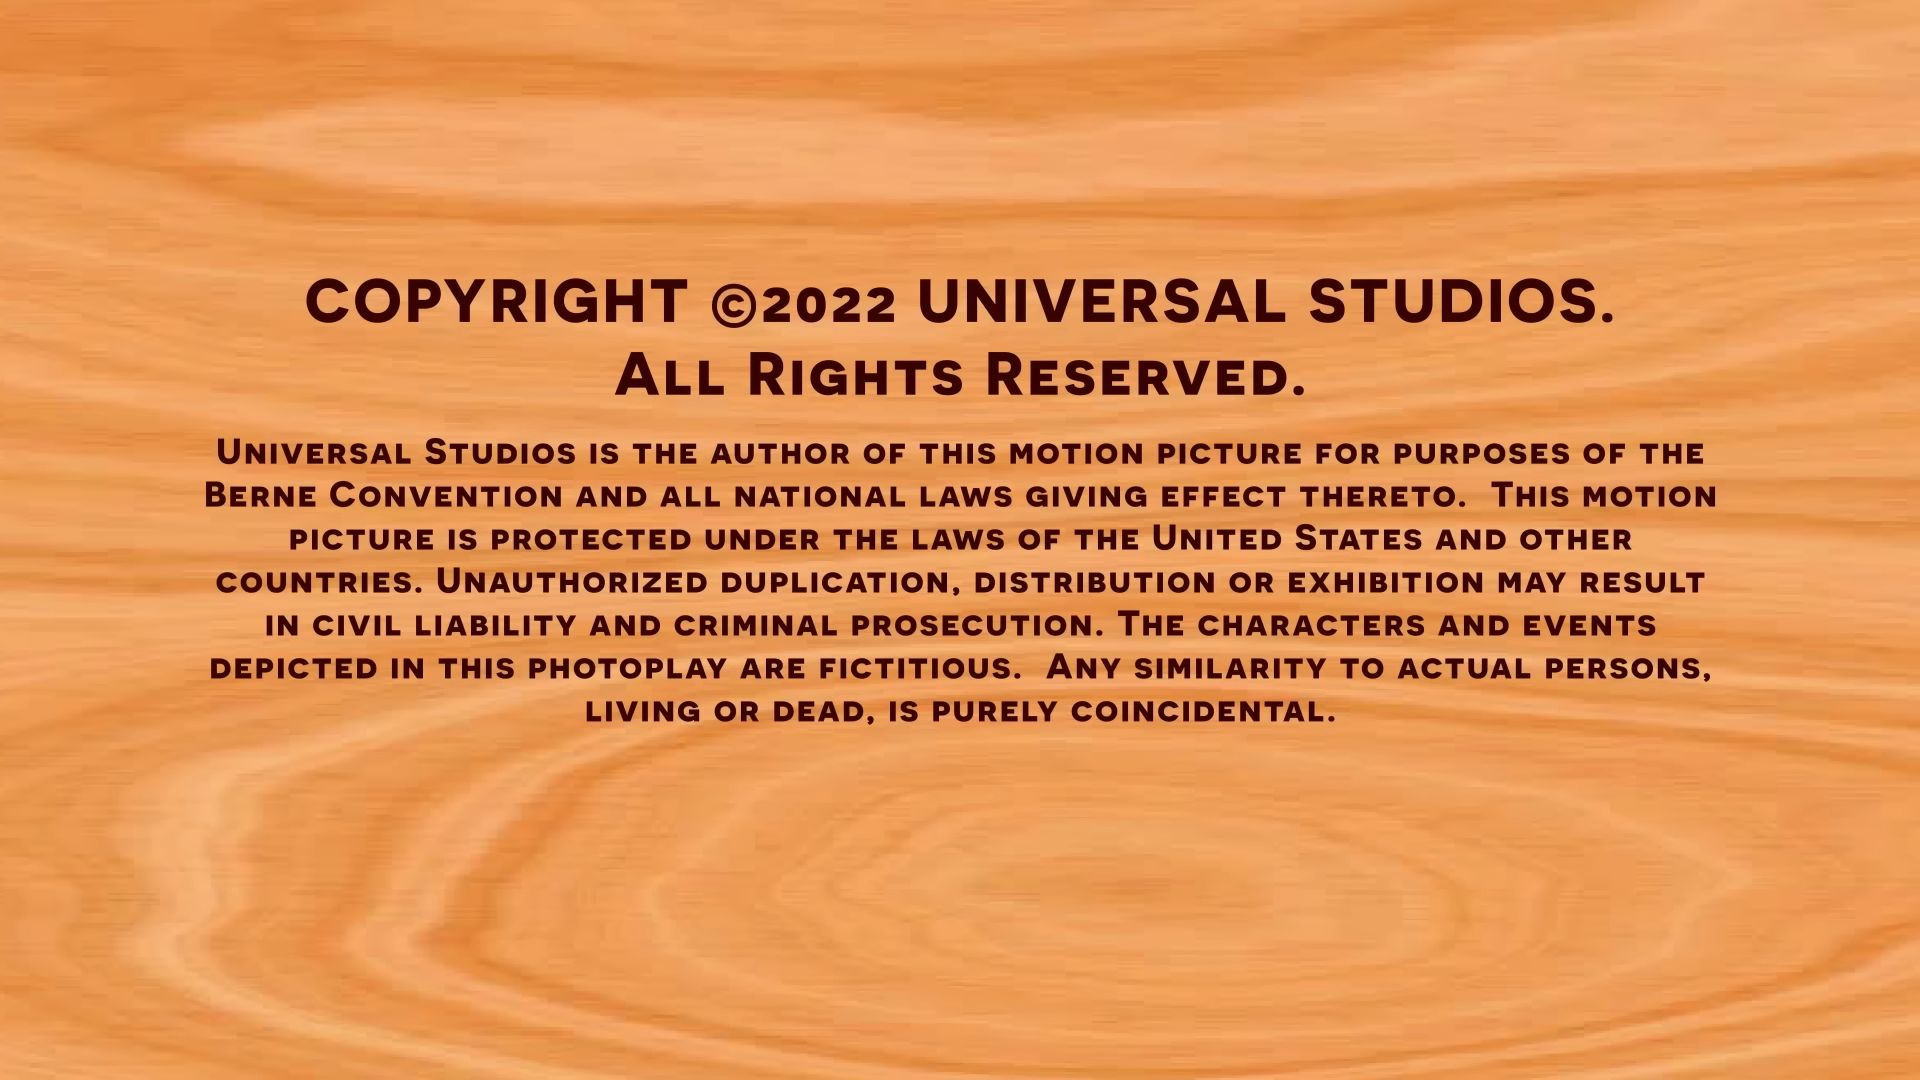 COPYRIGHT ©2022 UNIVERSAL STUDIOS.
ALL RIGHTS RESERVED.
UNIVERSAL STUDIOS IS THE AUTHOR OF THIS MOTION PICTURE FOR PURPOSES OF THE
BERNE CONVENTION AND ALL NATIONAL LAWS GIVING EFFECT THERETO.  THIS MOTION
PICTURE IS PROTECTED UNDER THE LAWS OF THE UNITED STATES AND OTHER
COUNTRIES. UNAUTHORIZED DUPLICATION, DISTRIBUTION OR EXHIBITION MAY RESULT
IN CIVIL LIABILITY AND CRIMINAL PROSECUTION. THE CHARACTERS AND EVENTS
DEPICTED IN THIS PHOTOPLAY ARE FICTITIOUS.  ANY SIMILARITY TO ACTUAL PERSONS,
LIVING OR DEAD, IS PURELY COINCIDENTAL.